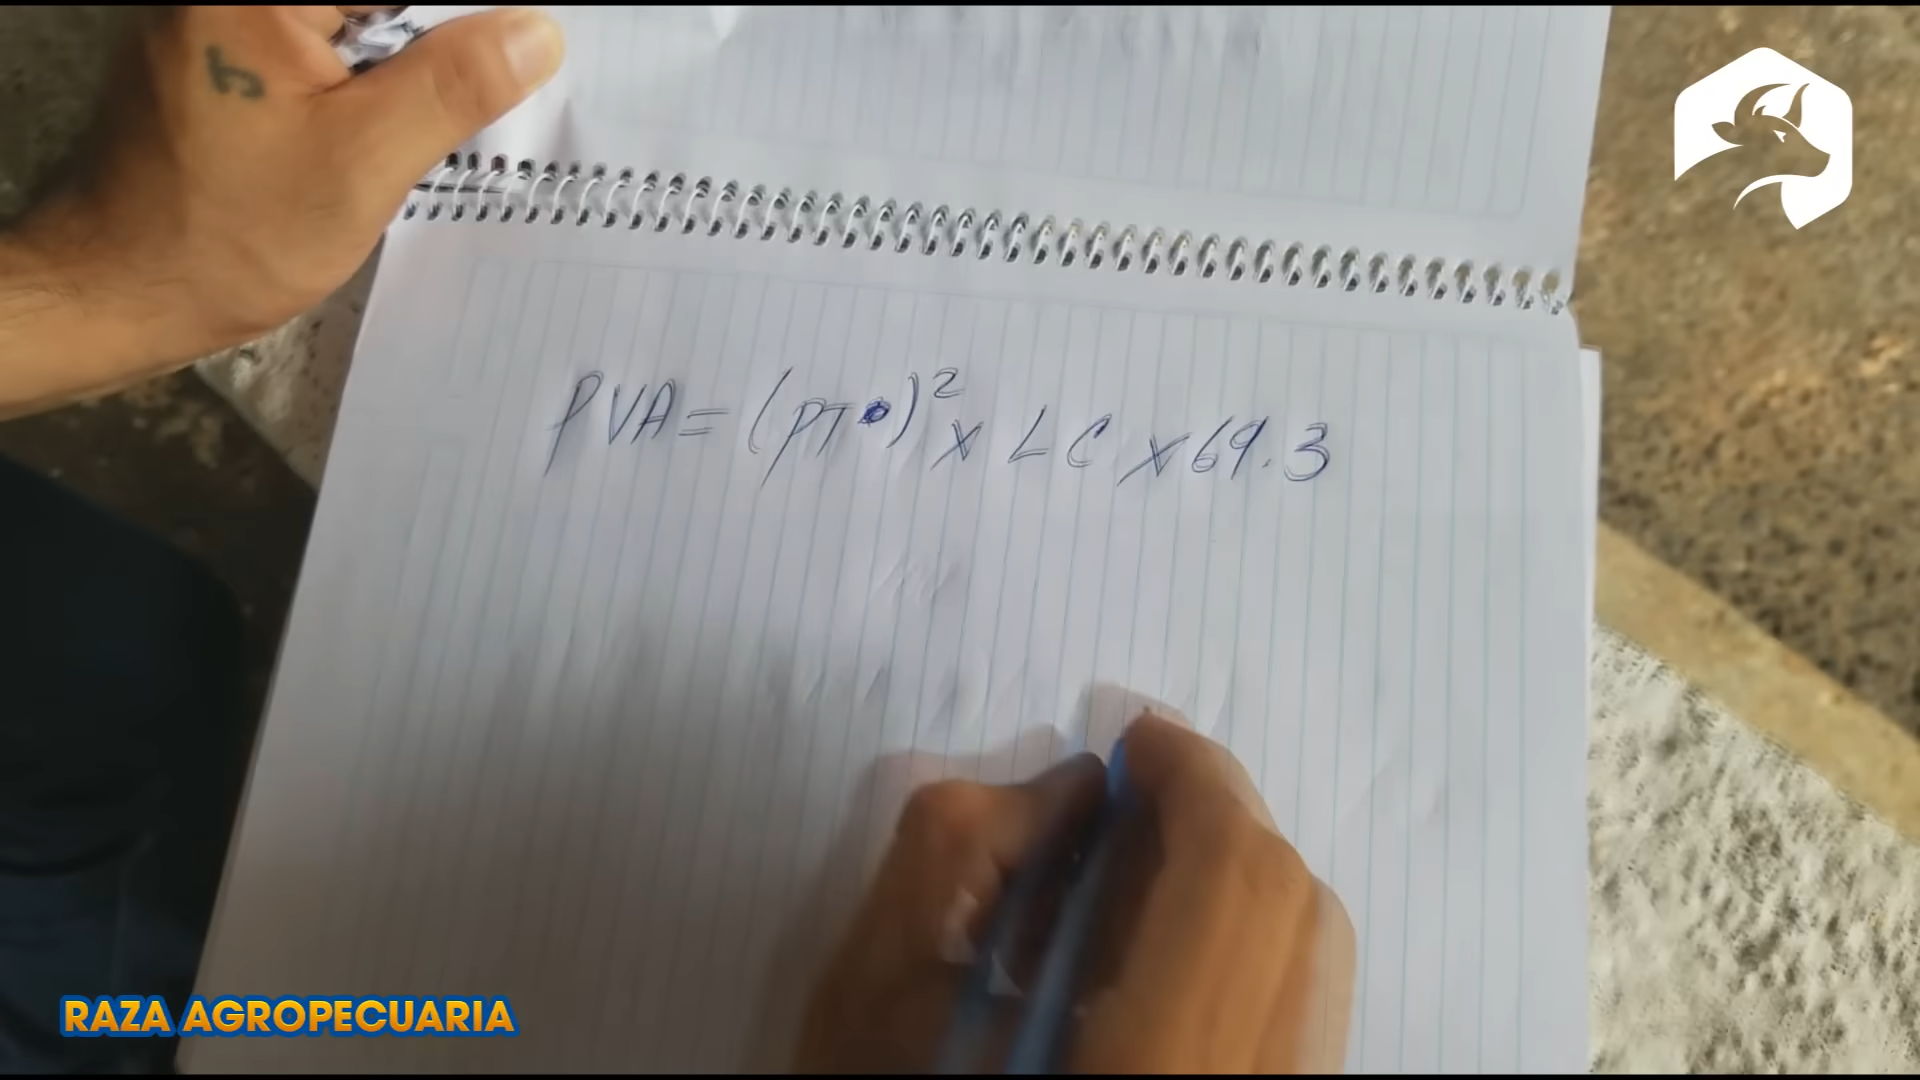 PVA = (PT)² x LC x 69.3
RAZA AGROPECUARIA